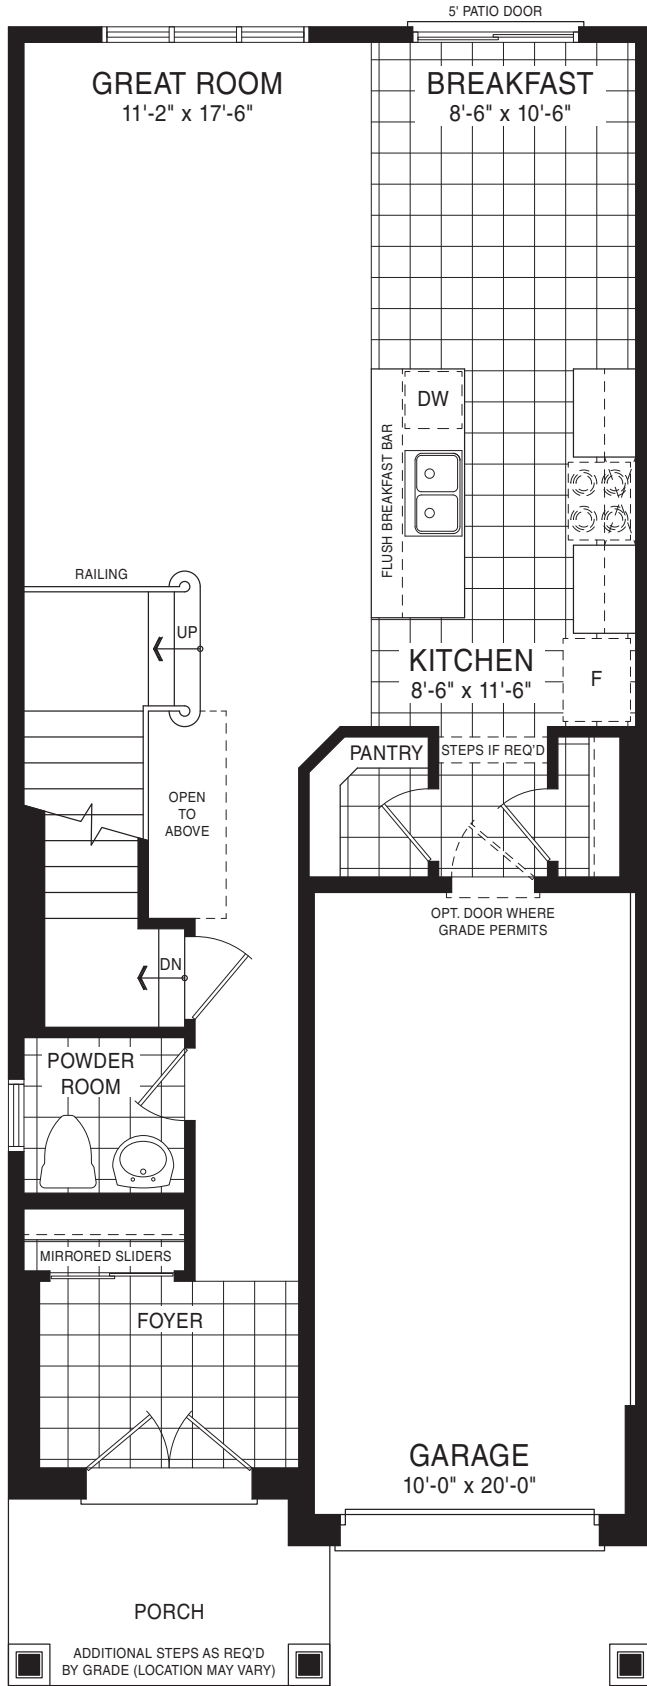 5' PATIO DOOR
GREAT ROOM
11'-2" x 17'-6"
BREAKFAST
8'-6" x 10'-6"
DW
FLUSH BREAKFAST BAR
RAILING
UP
KITCHEN
8'-6" x 11'-6"
F
PANTRY
STEPS IF REQ'D
OPEN
TO
ABOVE
OPT. DOOR WHERE
GRADE PERMITS
DN
POWDER
ROOM
MIRRORED SLIDERS
FOYER
GARAGE
10'-0" x 20'-0"
PORCH
ADDITIONAL STEPS AS REQ'D
BY GRADE (LOCATION MAY VARY)